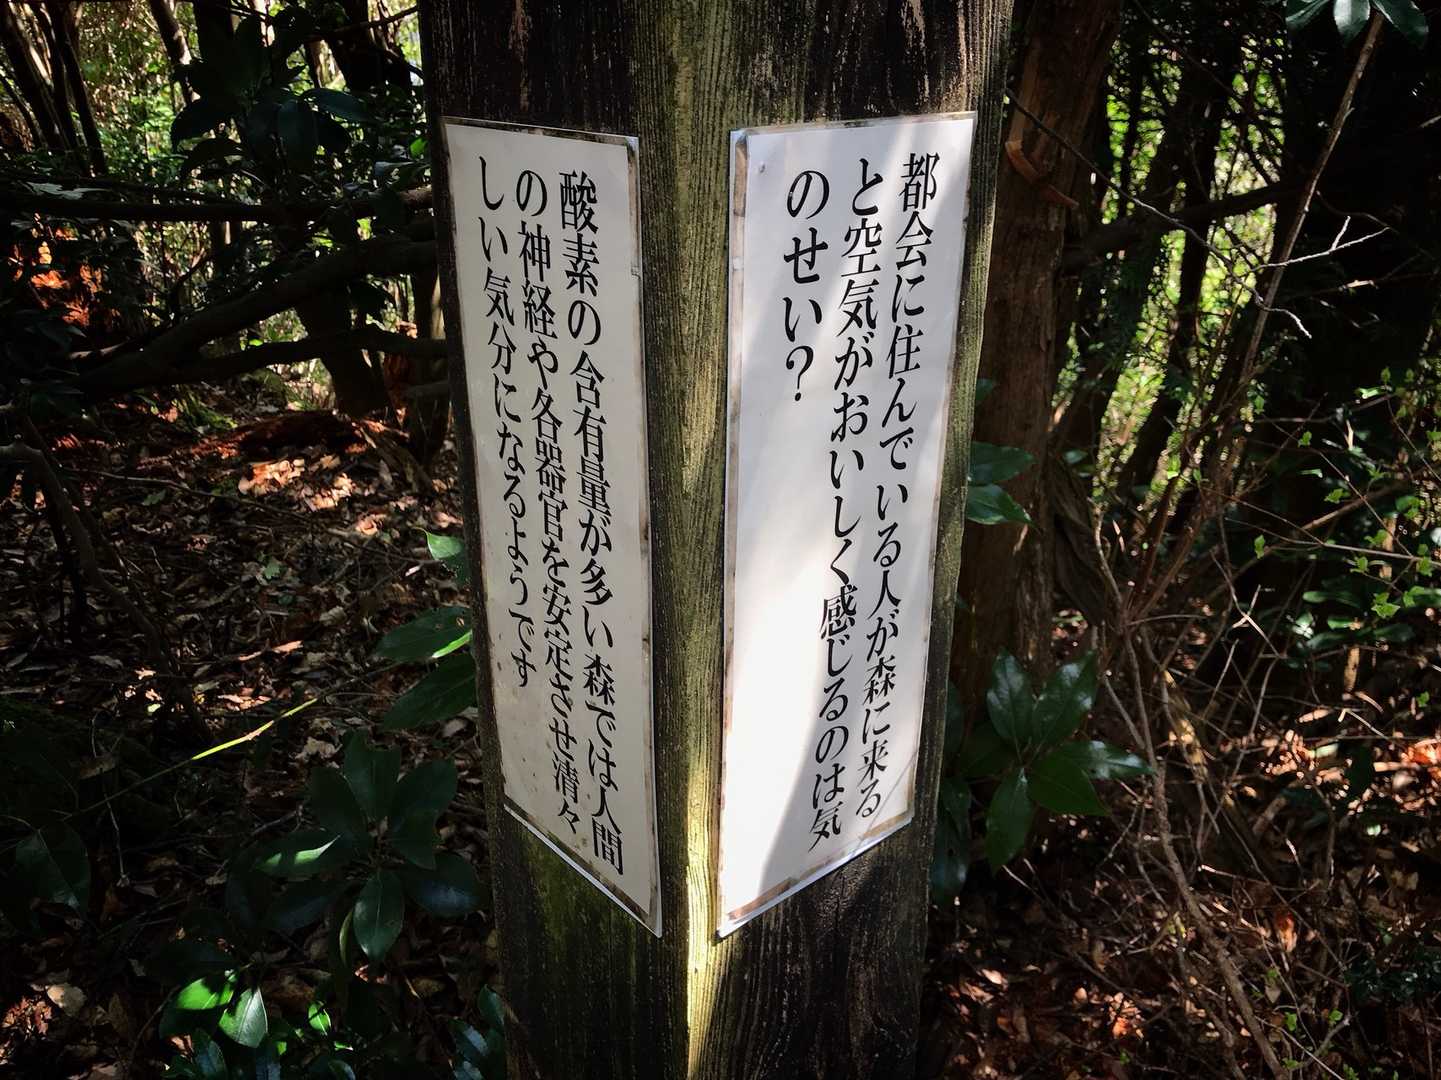 都会に住んでいる人が森に来る
と空気がおいしく感じるのは気
のせい?
酸素の含有量が多い森では人間
の神経や各器官を安定させ清々
しい気分になるようです